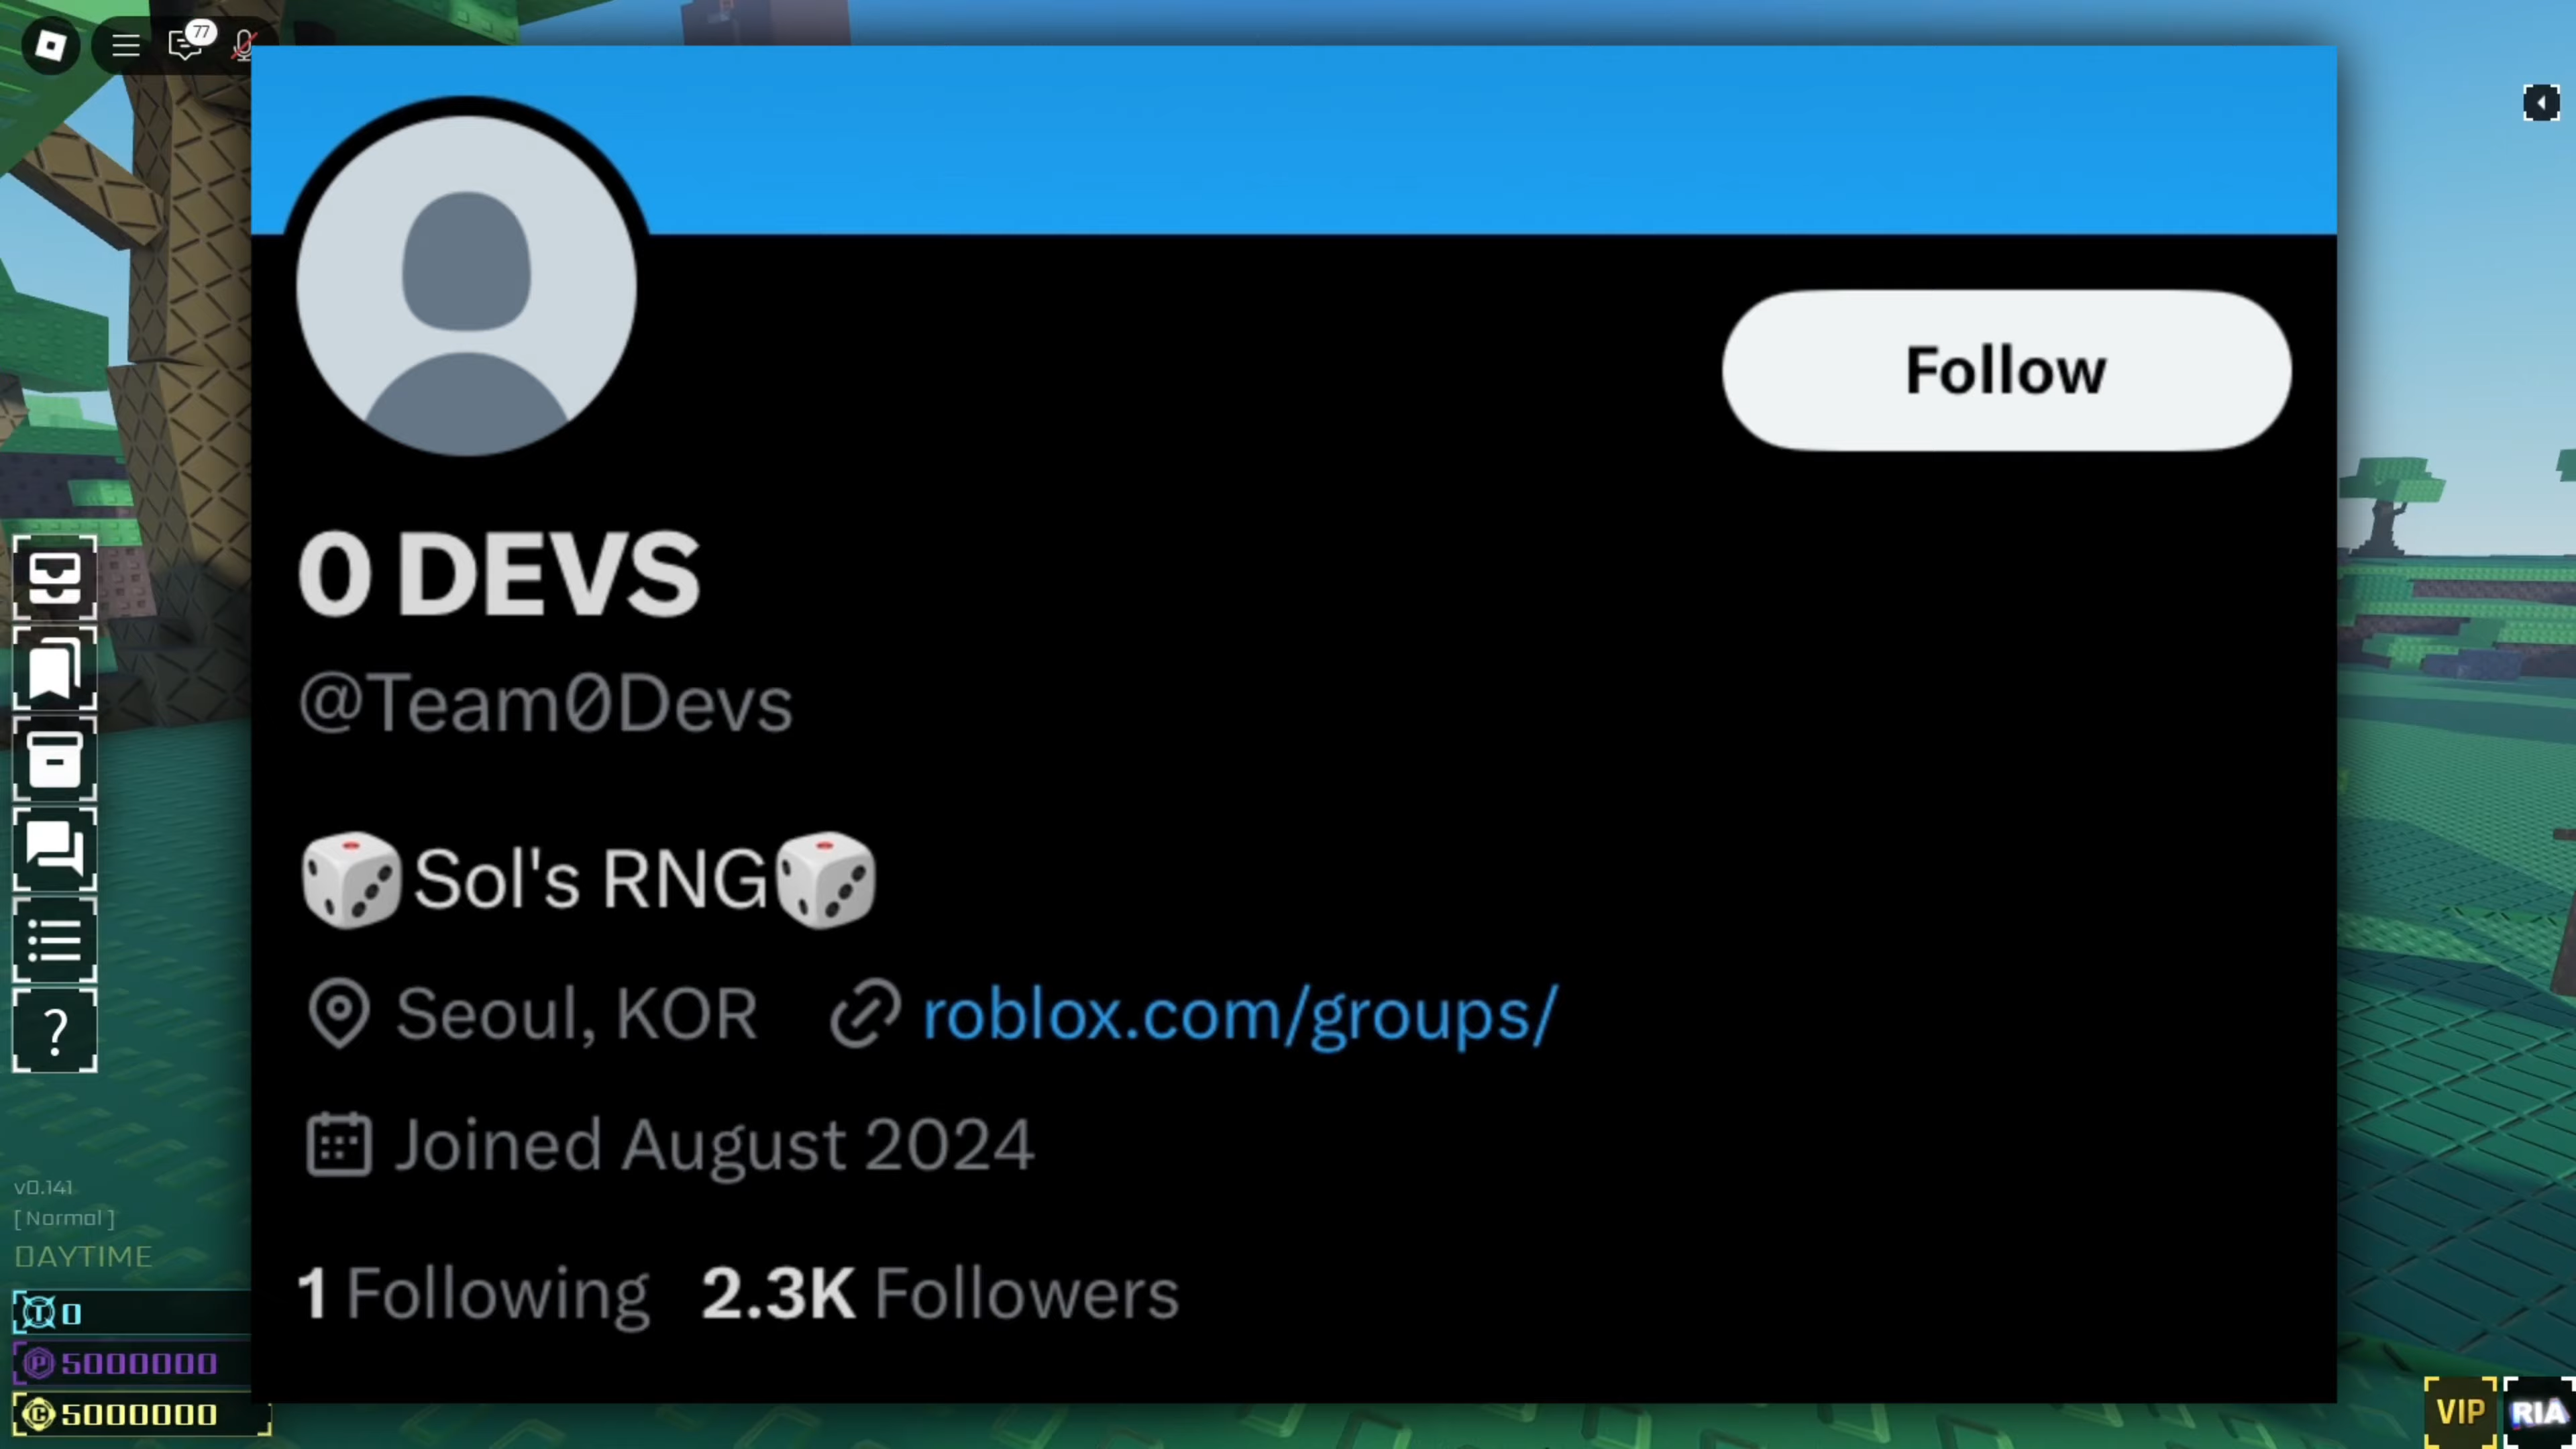 77
Follow
0 DEVS
@Team0Devs
🎲Sol's RNG🎲
Seoul, KOR roblox.com/groups/
Joined August 2024
1 Following 2.3K Followers
?
v0.141
[ Normal ]
DAYTIME
0
P 5000000
C 5000000
VIP
RIA